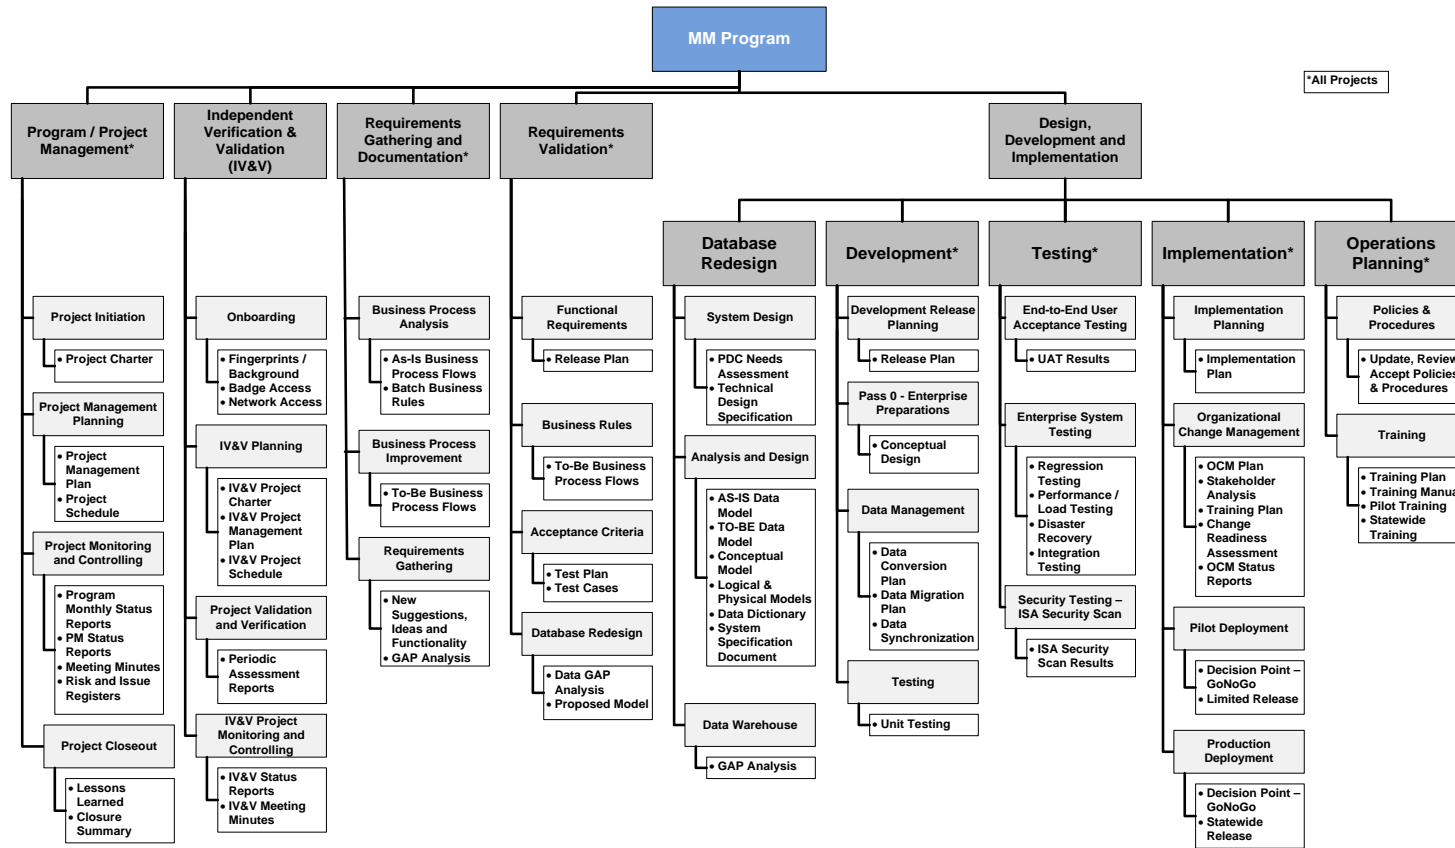 MM Program
*All Projects
Program / Project
Management*
Independent
Verification &
Validation
(IV&V)
Requirements
Gathering and
Documentation*
Requirements
Validation*
Design,
Development and
Implementation
Database
Redesign
Development*
Testing*
Implementation*
Operations
Planning*
Project Initiation
• Project Charter
Project Management
Planning
• Project
Management
Plan
• Project
Schedule
Project Monitoring
and Controlling
• Program
Monthly Status
Reports
• PM Status
Reports
• Meeting Minutes
• Risk and Issue
Registers
Project Closeout
• Lessons
Learned
• Closure
Summary
Onboarding
• Fingerprints /
Background
• Badge Access
• Network Access
IV&V Planning
• IV&V Project
Charter
• IV&V Project
Management
Plan
• IV&V Project
Schedule
Project Validation
and Verification
• Periodic
Assessment
Reports
IV&V Project
Monitoring and
Controlling
• IV&V Status
Reports
• IV&V Meeting
Minutes
Business Process
Analysis
• As-Is Business
Process Flows
• Batch Business
Rules
Business Process
Improvement
• To-Be Business
Process Flows
Requirements
Gathering
• New
Suggestions,
Ideas and
Functionality
• GAP Analysis
Functional
Requirements
• Release Plan
Business Rules
• To-Be Business
Process Flows
Acceptance Criteria
• Test Plan
• Test Cases
Database Redesign
• Data GAP
Analysis
• Proposed Model
System Design
• PDC Needs
Assessment
• Technical
Design
Specification
Analysis and Design
• AS-IS Data
Model
• TO-BE Data
Model
• Conceptual
Model
• Logical &
Physical Models
• Data Dictionary
• System
Specification
Document
Data Warehouse
• GAP Analysis
Development Release
Planning
• Release Plan
Pass 0 - Enterprise
Preparations
• Conceptual
Design
Data Management
• Data
Conversion
Plan
• Data Migration
Plan
• Data
Synchronization
Testing
• Unit Testing
End-to-End User
Acceptance Testing
• UAT Results
Enterprise System
Testing
• Regression
Testing
• Performance /
Load Testing
• Disaster
Recovery
• Integration
Testing
Security Testing –
ISA Security Scan
• ISA Security
Scan Results
Implementation
Planning
• Implementation
Plan
Organizational
Change Management
• OCM Plan
• Stakeholder
Analysis
• Training Plan
• Change
Readiness
Assessment
• OCM Status
Reports
Pilot Deployment
• Decision Point –
GoNoGo
• Limited Release
Production
Deployment
• Decision Point –
GoNoGo
• Statewide
Release
Policies &
Procedures
• Update, Review
Accept Policies
& Procedures
Training
• Training Plan
• Training Manua
• Pilot Training
• Statewide
Training